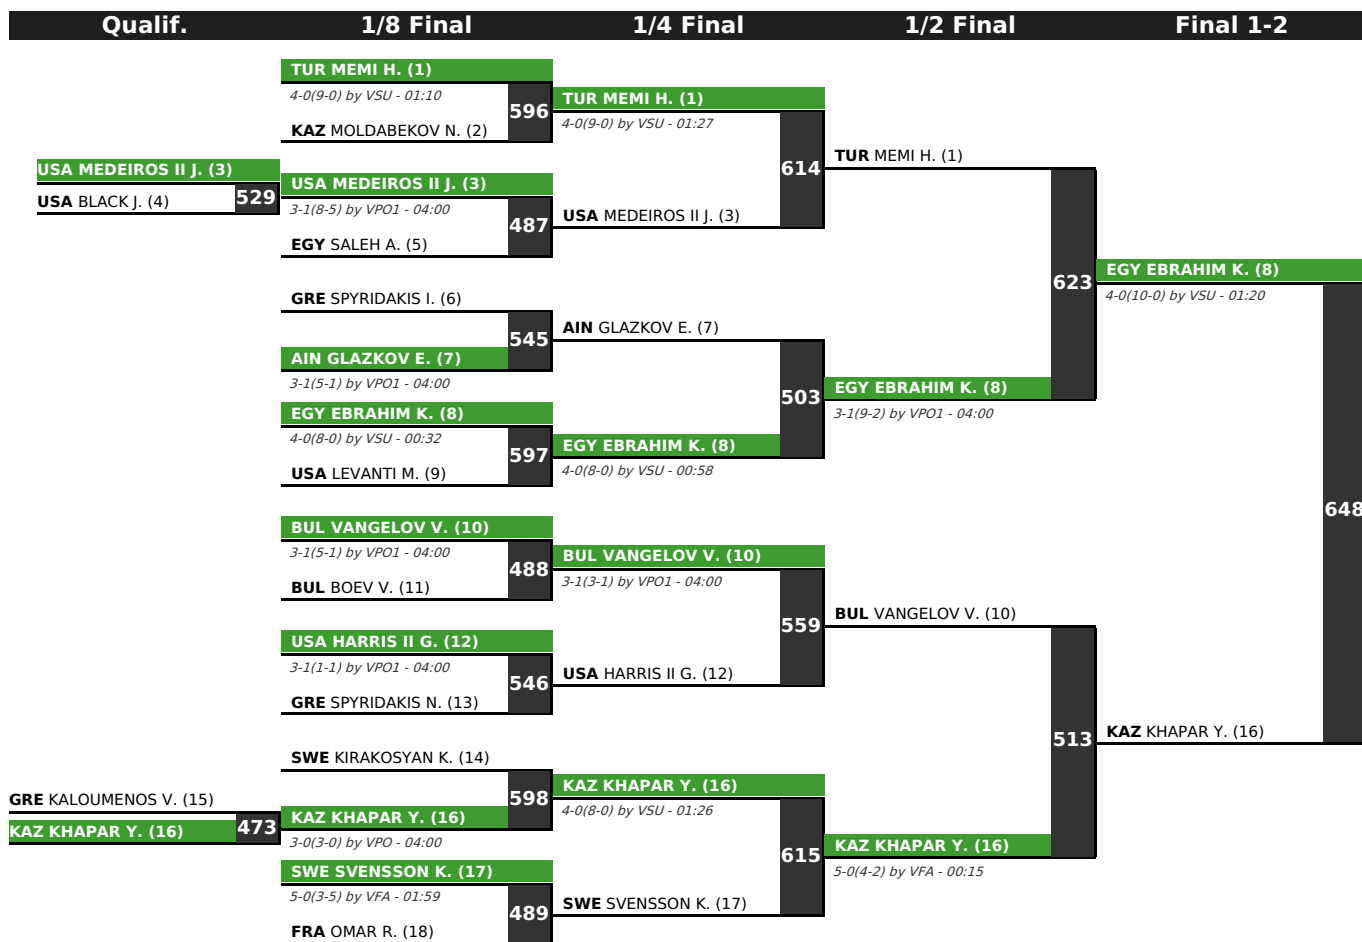 Qualif.
1/8 Final
1/4 Final
1/2 Final
Final 1-2
USA MEDEIROS II J. (3)
USA BLACK J. (4)
529
GRE KALOUMENOS V. (15)
KAZ KHAPAR Y. (16)
473
TUR MEMI H. (1)
4-0(9-0) by VSU - 01:10
596
KAZ MOLDABEKOV N. (2)
USA MEDEIROS II J. (3)
3-1(8-5) by VPO1 - 04:00
487
EGY SALEH A. (5)
GRE SPYRIDAKIS I. (6)
545
AIN GLAZKOV E. (7)
3-1(5-1) by VPO1 - 04:00
EGY EBRAHIM K. (8)
4-0(8-0) by VSU - 00:32
597
USA LEVANTI M. (9)
BUL VANGELOV V. (10)
3-1(5-1) by VPO1 - 04:00
488
BUL BOEV V. (11)
USA HARRIS II G. (12)
3-1(1-1) by VPO1 - 04:00
546
GRE SPYRIDAKIS N. (13)
SWE KIRAKOSYAN K. (14)
598
KAZ KHAPAR Y. (16)
3-0(3-0) by VPO - 04:00
SWE SVENSSON K. (17)
5-0(3-5) by VFA - 01:59
489
FRA OMAR R. (18)
TUR MEMI H. (1)
4-0(9-0) by VSU - 01:27
614
USA MEDEIROS II J. (3)
AIN GLAZKOV E. (7)
503
EGY EBRAHIM K. (8)
4-0(8-0) by VSU - 00:58
BUL VANGELOV V. (10)
3-1(3-1) by VPO1 - 04:00
559
USA HARRIS II G. (12)
KAZ KHAPAR Y. (16)
4-0(8-0) by VSU - 01:26
615
SWE SVENSSON K. (17)
TUR MEMI H. (1)
623
EGY EBRAHIM K. (8)
3-1(9-2) by VPO1 - 04:00
BUL VANGELOV V. (10)
513
KAZ KHAPAR Y. (16)
5-0(4-2) by VFA - 00:15
EGY EBRAHIM K. (8)
4-0(10-0) by VSU - 01:20
648
KAZ KHAPAR Y. (16)